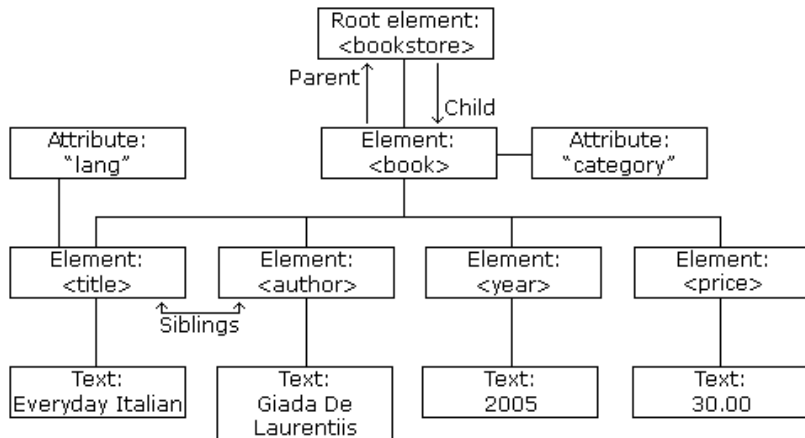 Root element:
<bookstore>
Parent
Child
Attribute:
"lang"
Element:
<book>
Attribute:
"category"
Element:
<title>
Element:
<author>
Element:
<year>
Element:
<price>
Siblings
Text:
Everyday Italian
Text:
Giada De
Laurentiis
Text:
2005
Text:
30.00